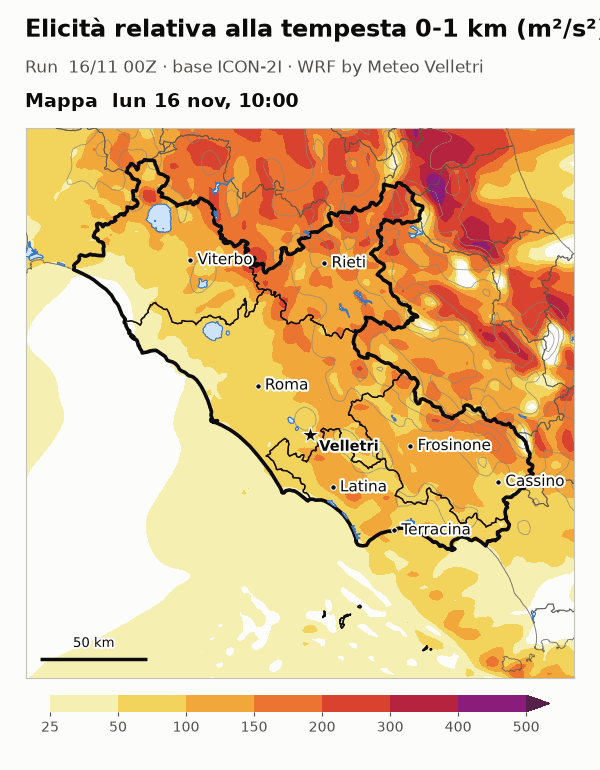 Elicità relativa alla tempesta 0-1 km (m²/s²)
Run 16/11 00Z · base ICON-2I · WRF by Meteo Velletri
Mappa lun 16 nov, 10:00
Viterbo
Rieti
Roma
Velletri
Frosinone
Latina
Cassino
Terracina
50 km
25 50 100 150 200 300 400 500